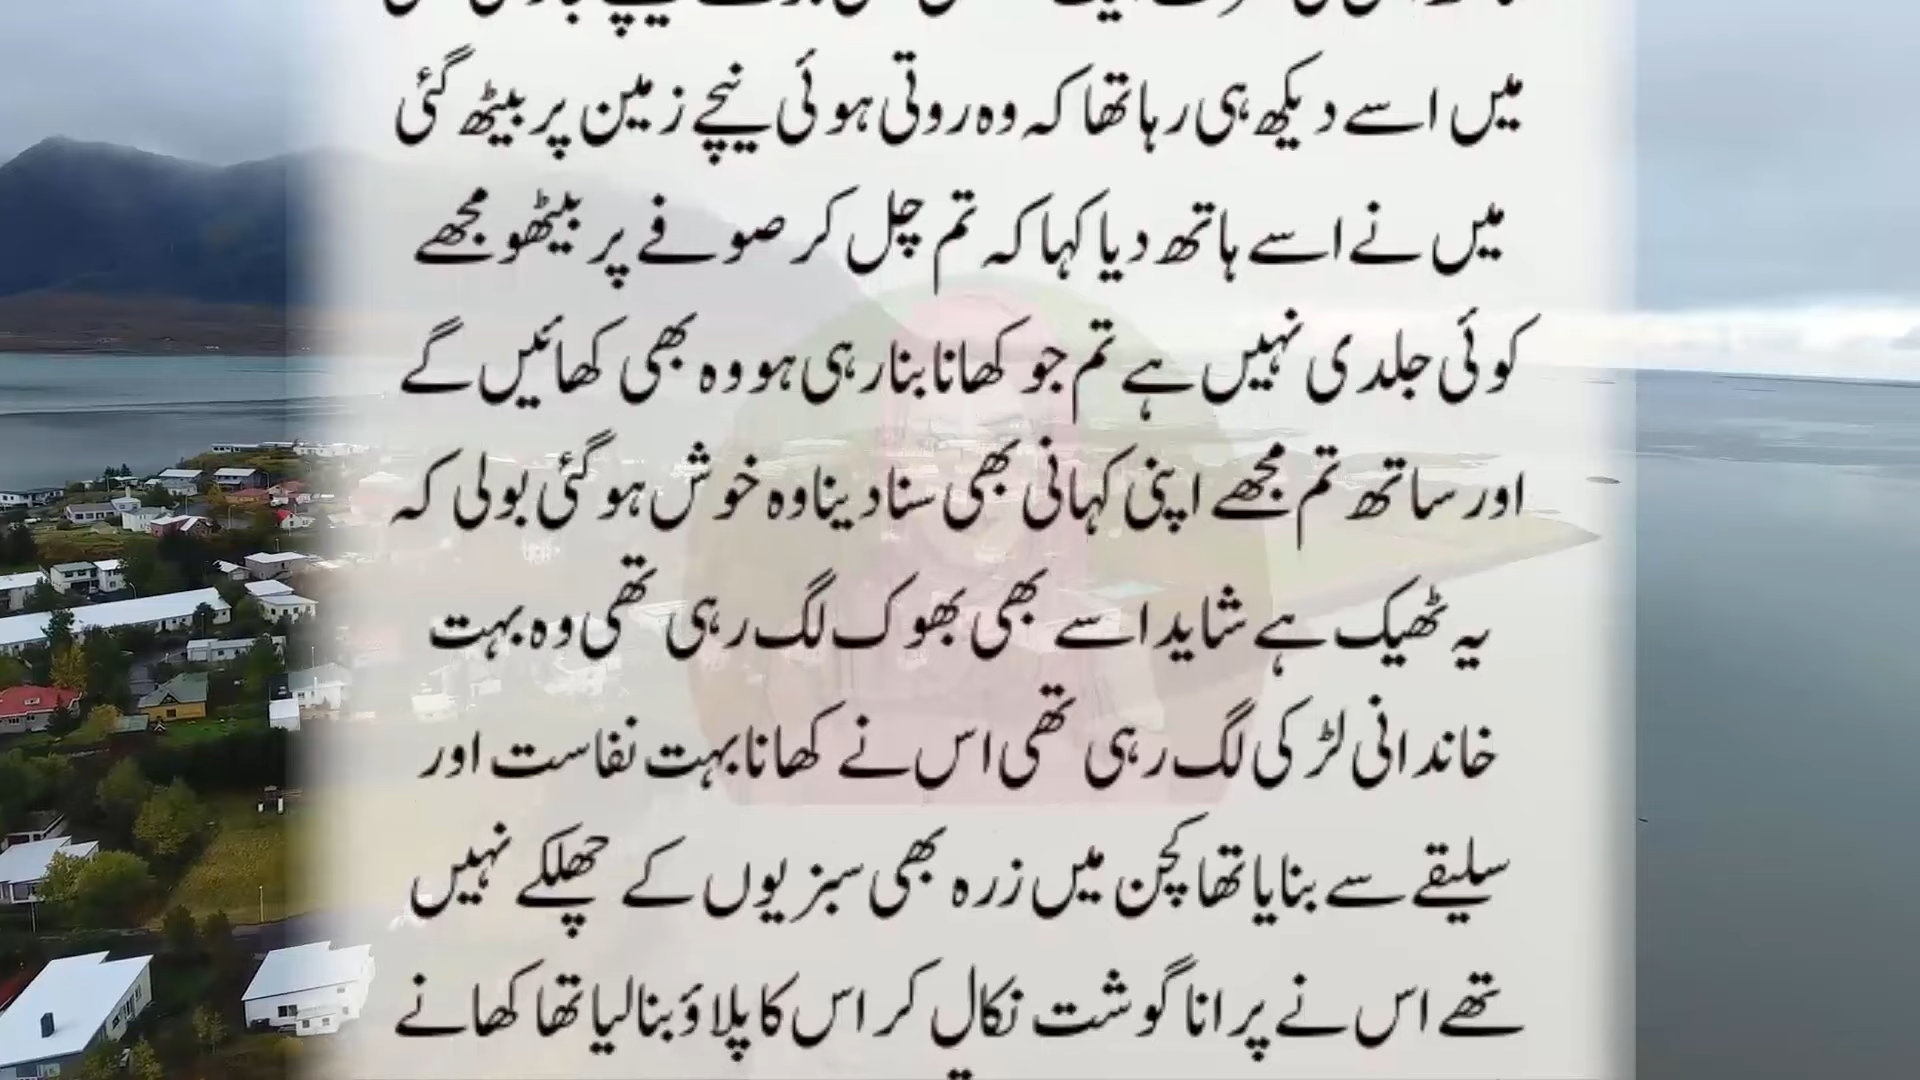 میں اسے دیکھ ہی رہا تھا کہ وہ روتی ہوئی نیچے زمین پر بیٹھ گئی
میں نے اسے ہاتھ دیا کہا کہ تم چل کر صوفے پر بیٹھو مجھے
کوئی جلدی نہیں ہے تم جو کھانا بنا رہی ہو وہ بھی کھائیں گے
اور ساتھ تم مجھے اپنی کہانی بھی سنا دینا وہ خوش ہو گئی بولی کہ
یہ ٹھیک ہے شاید اسے بھی بھوک لگ رہی تھی وہ بہت
خاندانی لڑکی لگ رہی تھی اس نے کھانا بہت نفاست اور
سلیقے سے بنایا تھا کچن میں زرہ بھی سبزیوں کے چھلکے نہیں
تھے اس نے پرانا گوشت نکال کر اس کا پلاؤ بنا لیا تھا کھانے